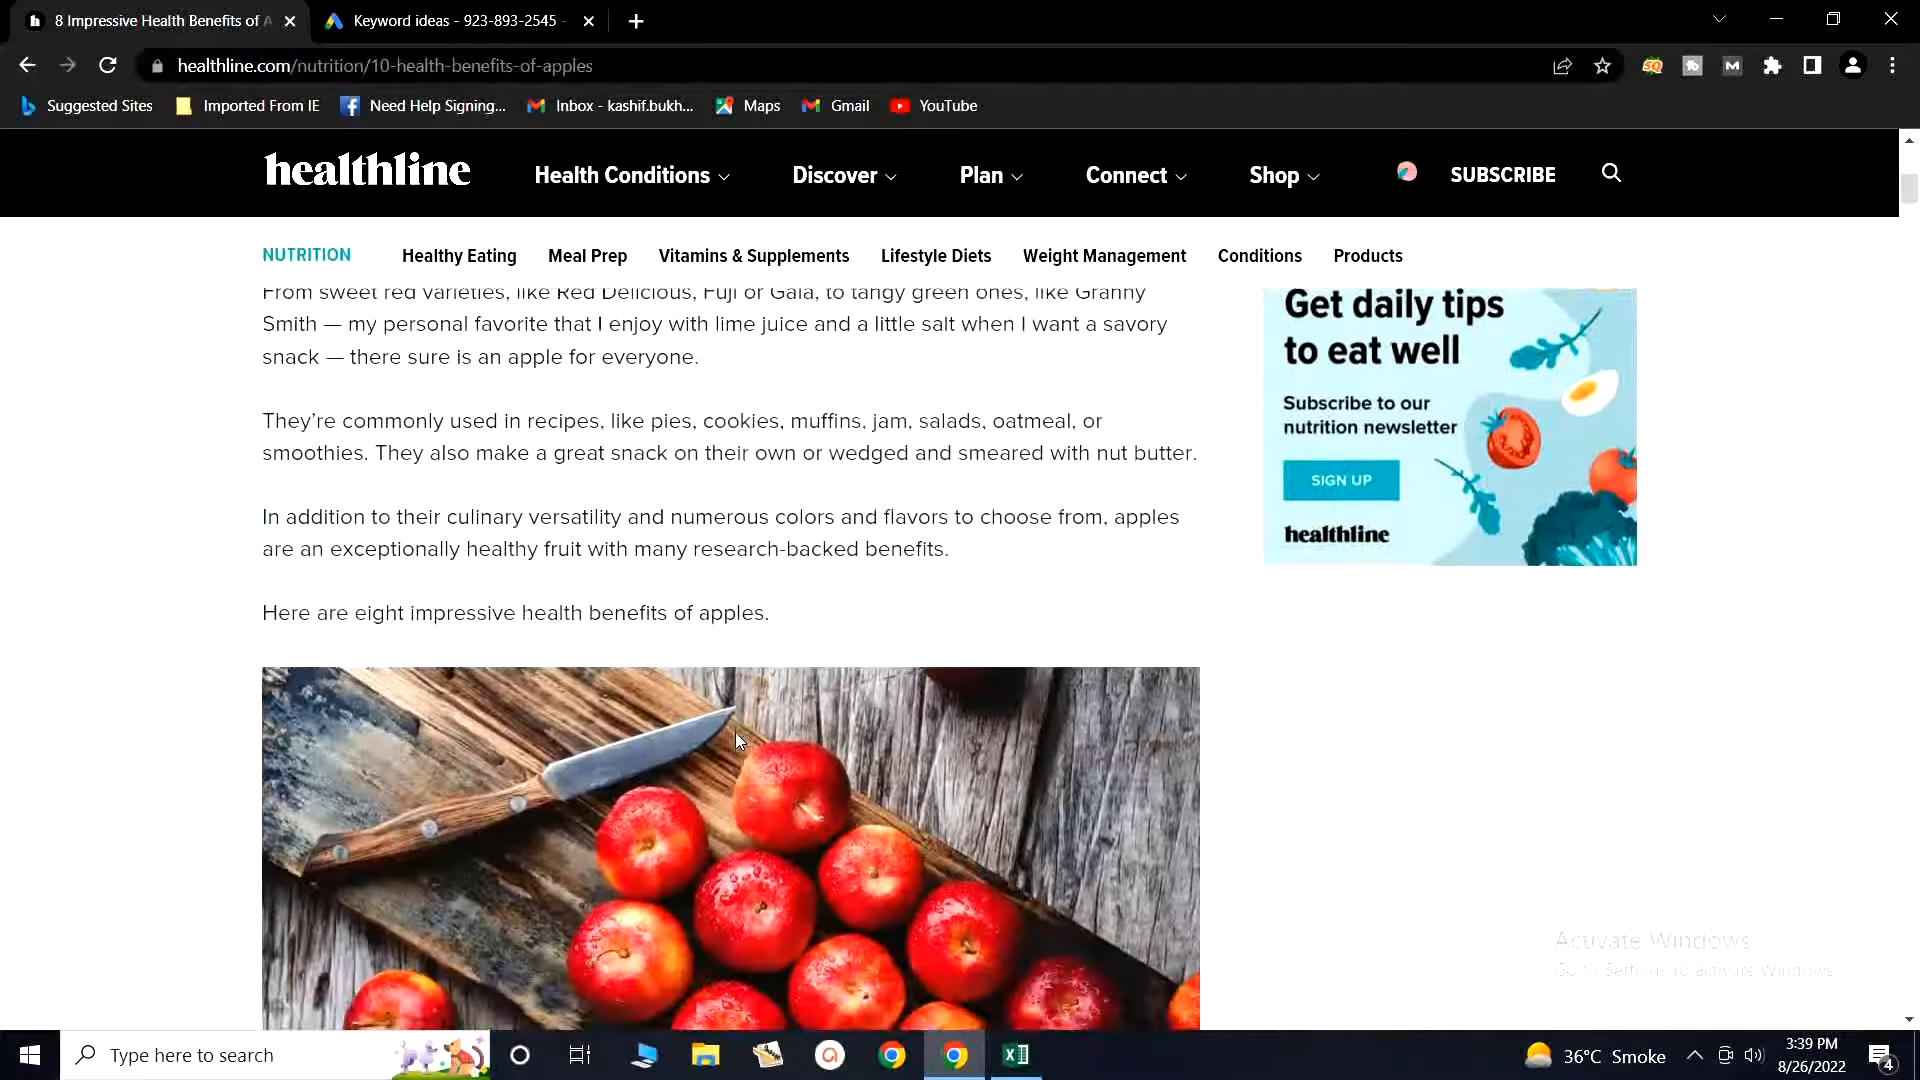 8 Impressive Health Benefits of A
Keyword ideas - 923-893-2545 -
healthline.com/nutrition/10-health-benefits-of-apples
Suggested Sites
Imported From IE
Need Help Signing...
Inbox - kashif.bukh...
Maps
Gmail
YouTube
healthline
Health Conditions
Discover
Plan
Connect
Shop
SUBSCRIBE
NUTRITION
Healthy Eating
Meal Prep
Vitamins & Supplements
Lifestyle Diets
Weight Management
Conditions
Products
From sweet red varieties, like Red Delicious, Fuji or Gala, to tangy green ones, like Granny
Smith — my personal favorite that I enjoy with lime juice and a little salt when I want a savory
snack — there sure is an apple for everyone.
They're commonly used in recipes, like pies, cookies, muffins, jam, salads, oatmeal, or
smoothies. They also make a great snack on their own or wedged and smeared with nut butter.
In addition to their culinary versatility and numerous colors and flavors to choose from, apples
are an exceptionally healthy fruit with many research-backed benefits.
Here are eight impressive health benefits of apples.
Get daily tips
to eat well
Subscribe to our
nutrition newsletter
SIGN UP
healthline
Activate Windows
Go to Settings to activate Windows.
Type here to search
36°C Smoke
3:39 PM
8/26/2022
4